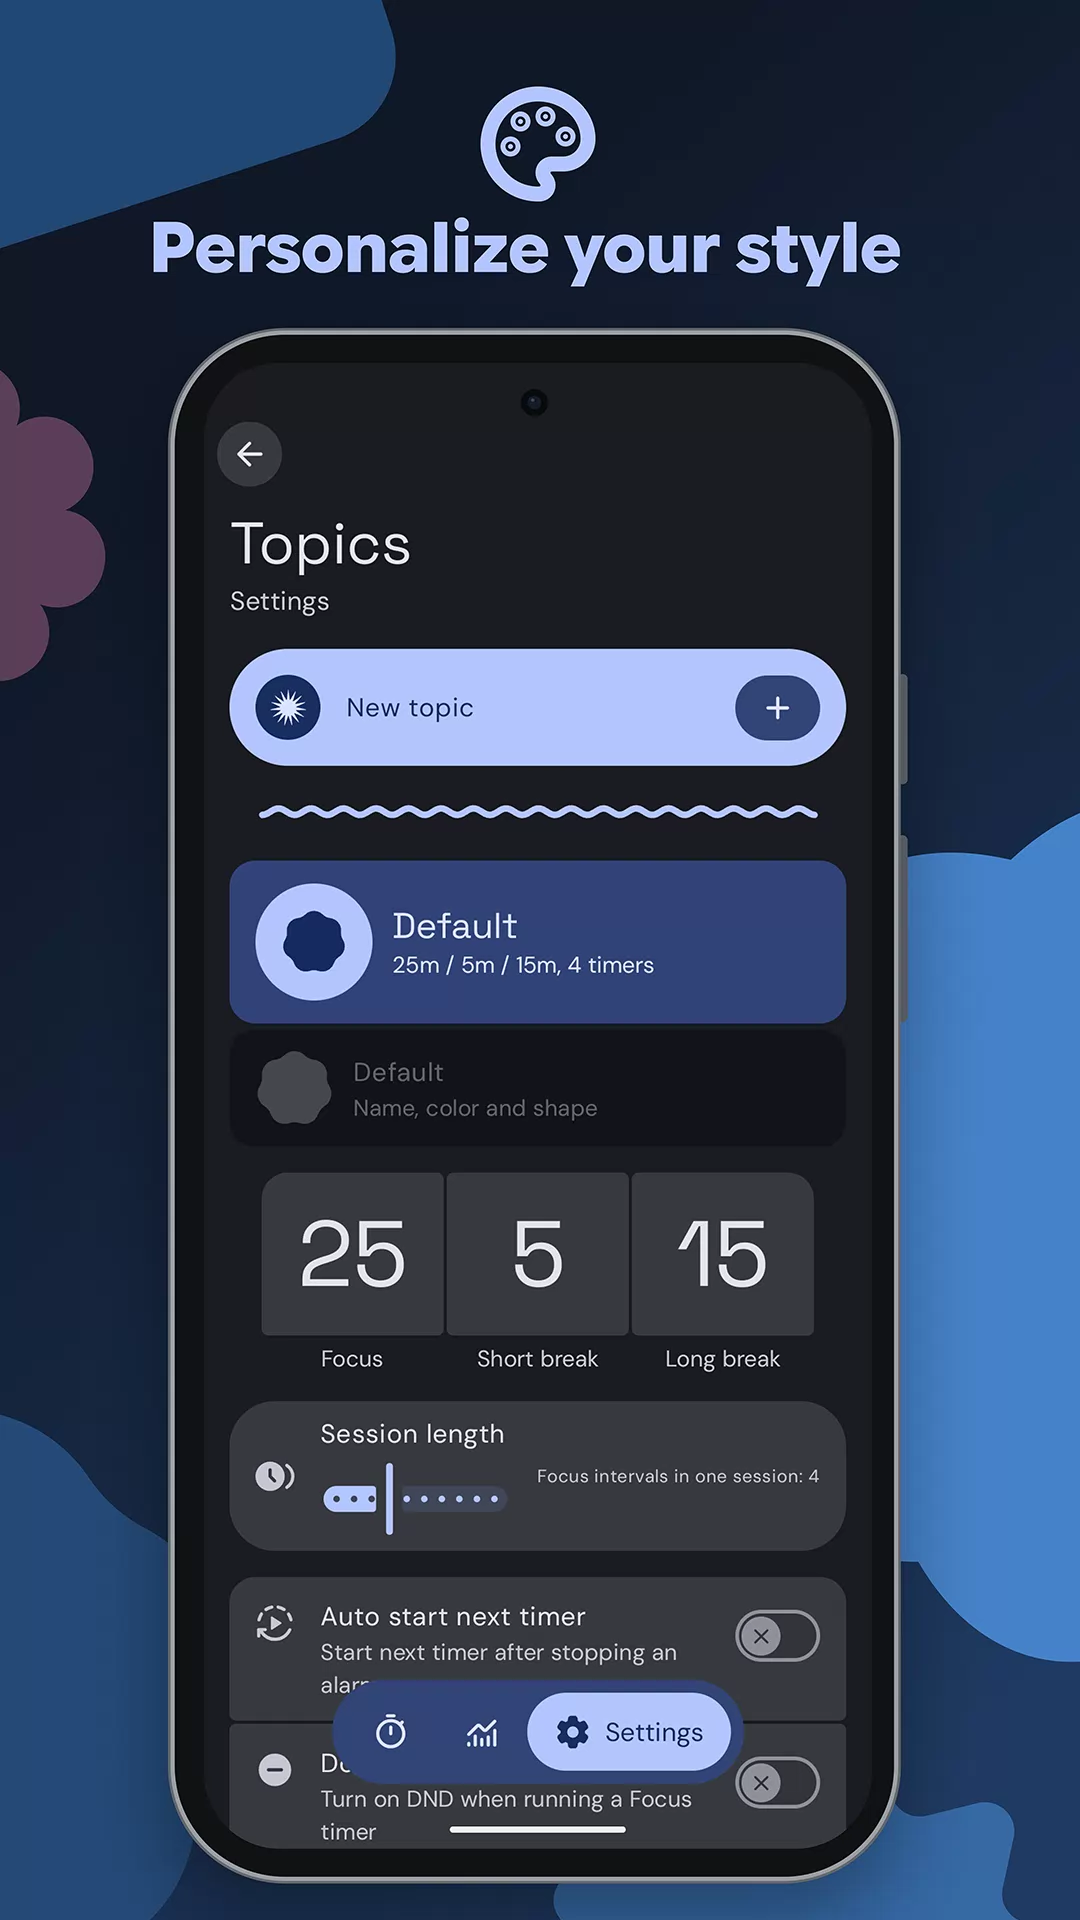 Personalize your style
Topics
Settings
New topic
Default
25m / 5m / 15m, 4 timers
Default
Name, color and shape
25
5
15
Focus
Short break
Long break
Session length
Focus intervals in one session: 4
Auto start next timer
Start next timer after stopping an
Settings
Turn on DND when running a Focus
timer